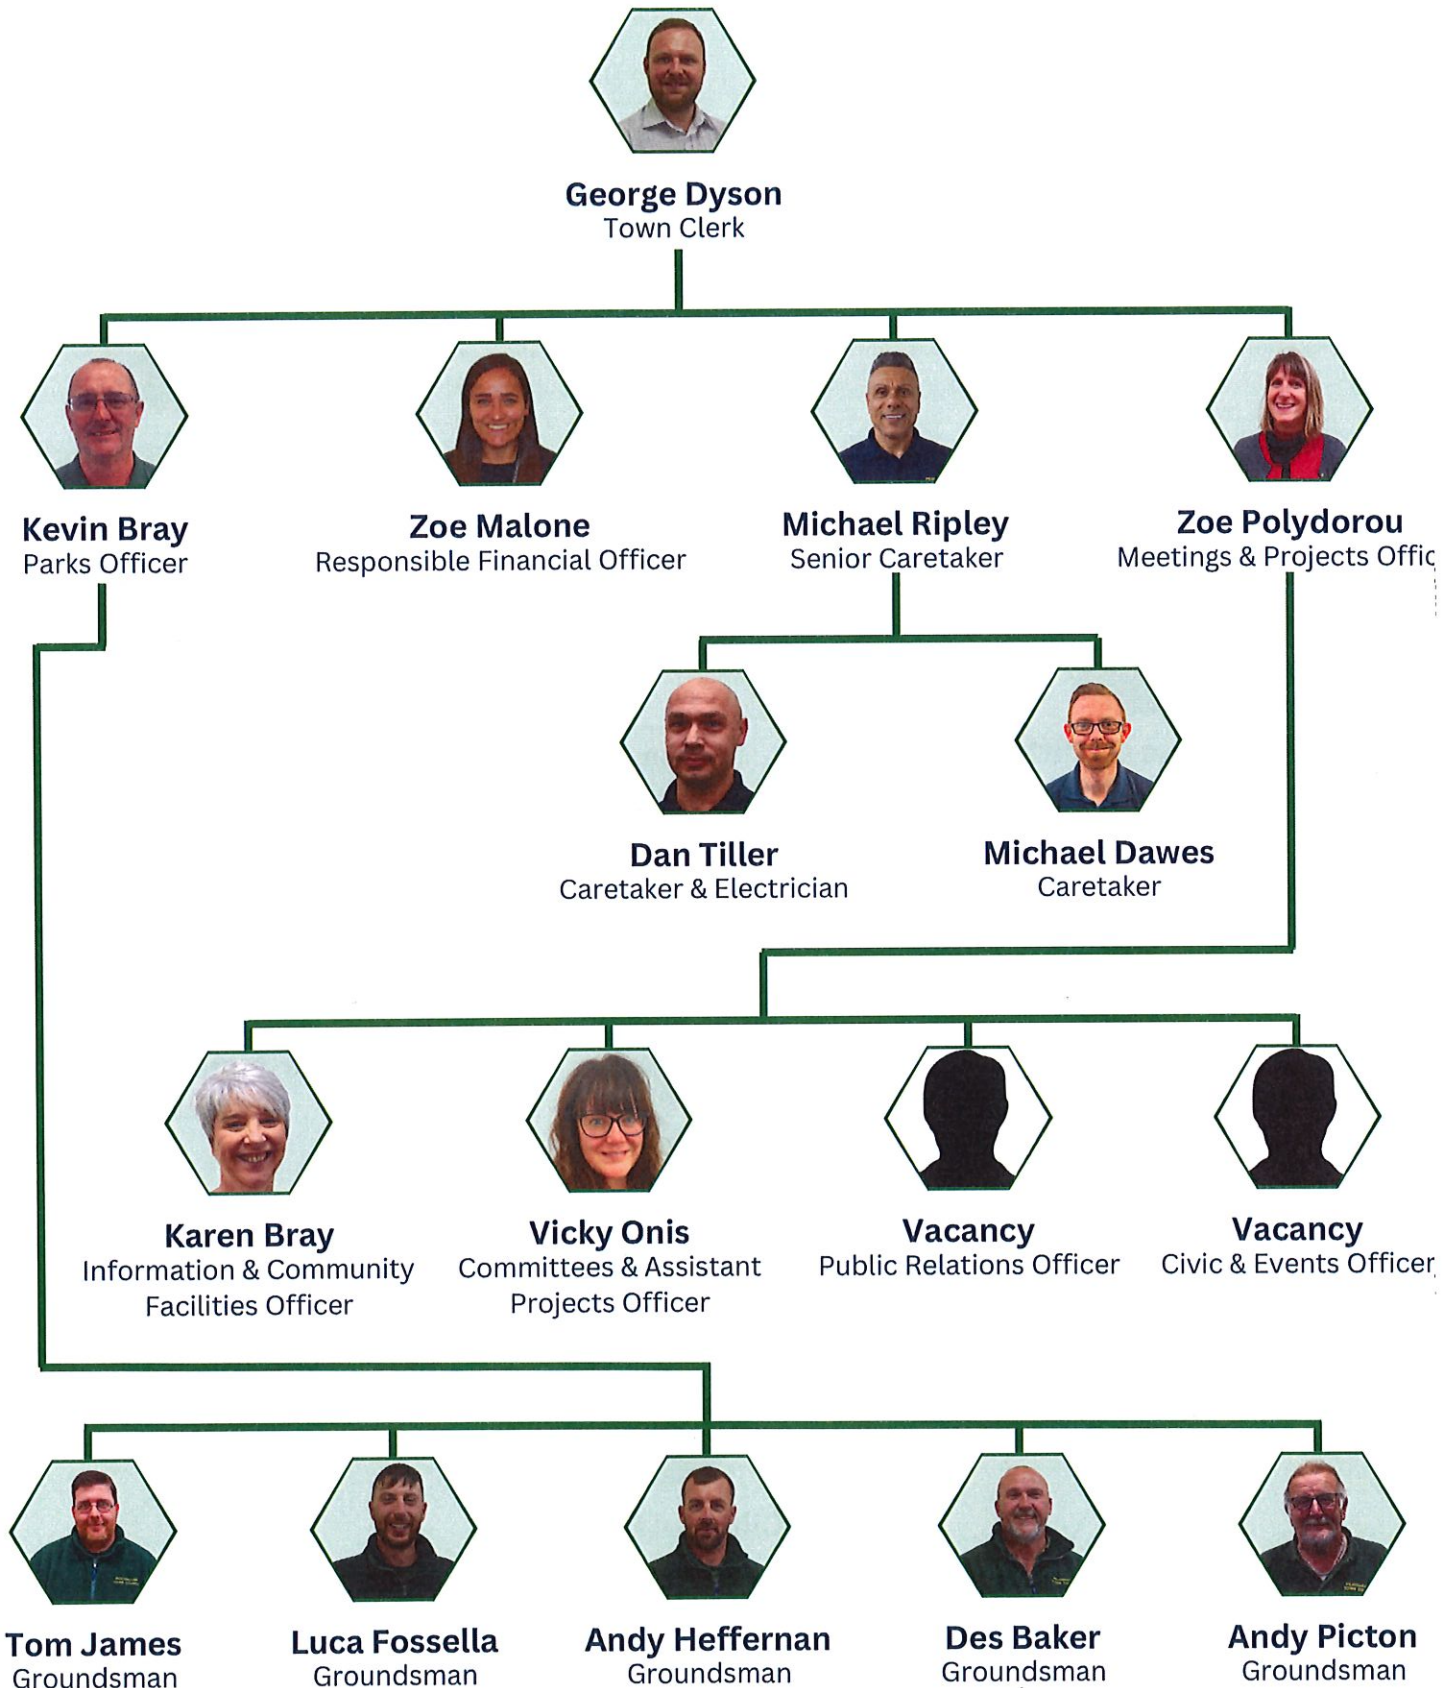 George Dyson
Town Clerk
Kevin Bray
Parks Officer
Zoe Malone
Responsible Financial Officer
Michael Ripley
Senior Caretaker
Zoe Polydorou
Meetings & Projects Offic
Dan Tiller
Caretaker & Electrician
Michael Dawes
Caretaker
Karen Bray
Information & Community
Facilities Officer
Vicky Onis
Committees & Assistant
Projects Officer
Vacancy
Public Relations Officer
Vacancy
Civic & Events Officer
Tom James
Groundsman
Luca Fossella
Groundsman
Andy Heffernan
Groundsman
Des Baker
Groundsman
Andy Picton
Groundsman